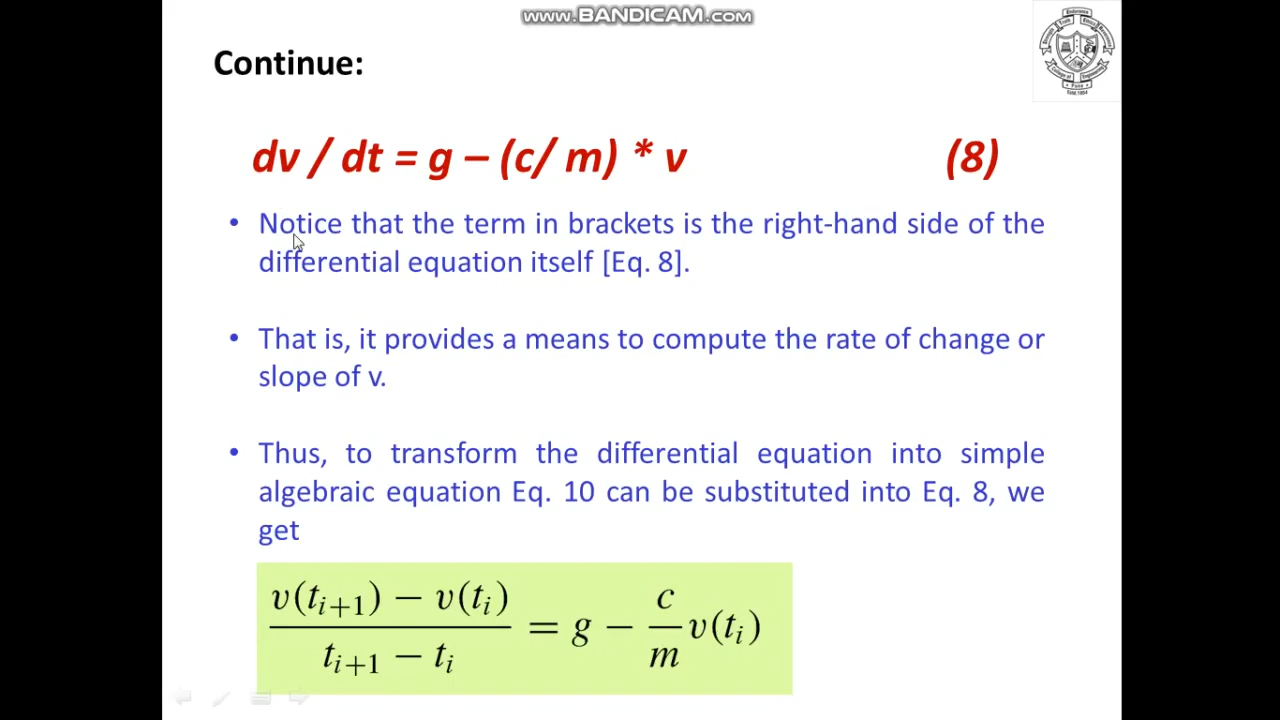 www.BANDICAM.com
Continue:
dv / dt = g – (c/ m) * v (8)
• Notice that the term in brackets is the right-hand side of the
differential equation itself [Eq. 8].
• That is, it provides a means to compute the rate of change or
slope of v.
• Thus, to transform the differential equation into simple
algebraic equation Eq. 10 can be substituted into Eq. 8, we
get
v(tᵢ₊₁) − v(tᵢ)
= g − c/m v(tᵢ)
tᵢ₊₁ − tᵢ